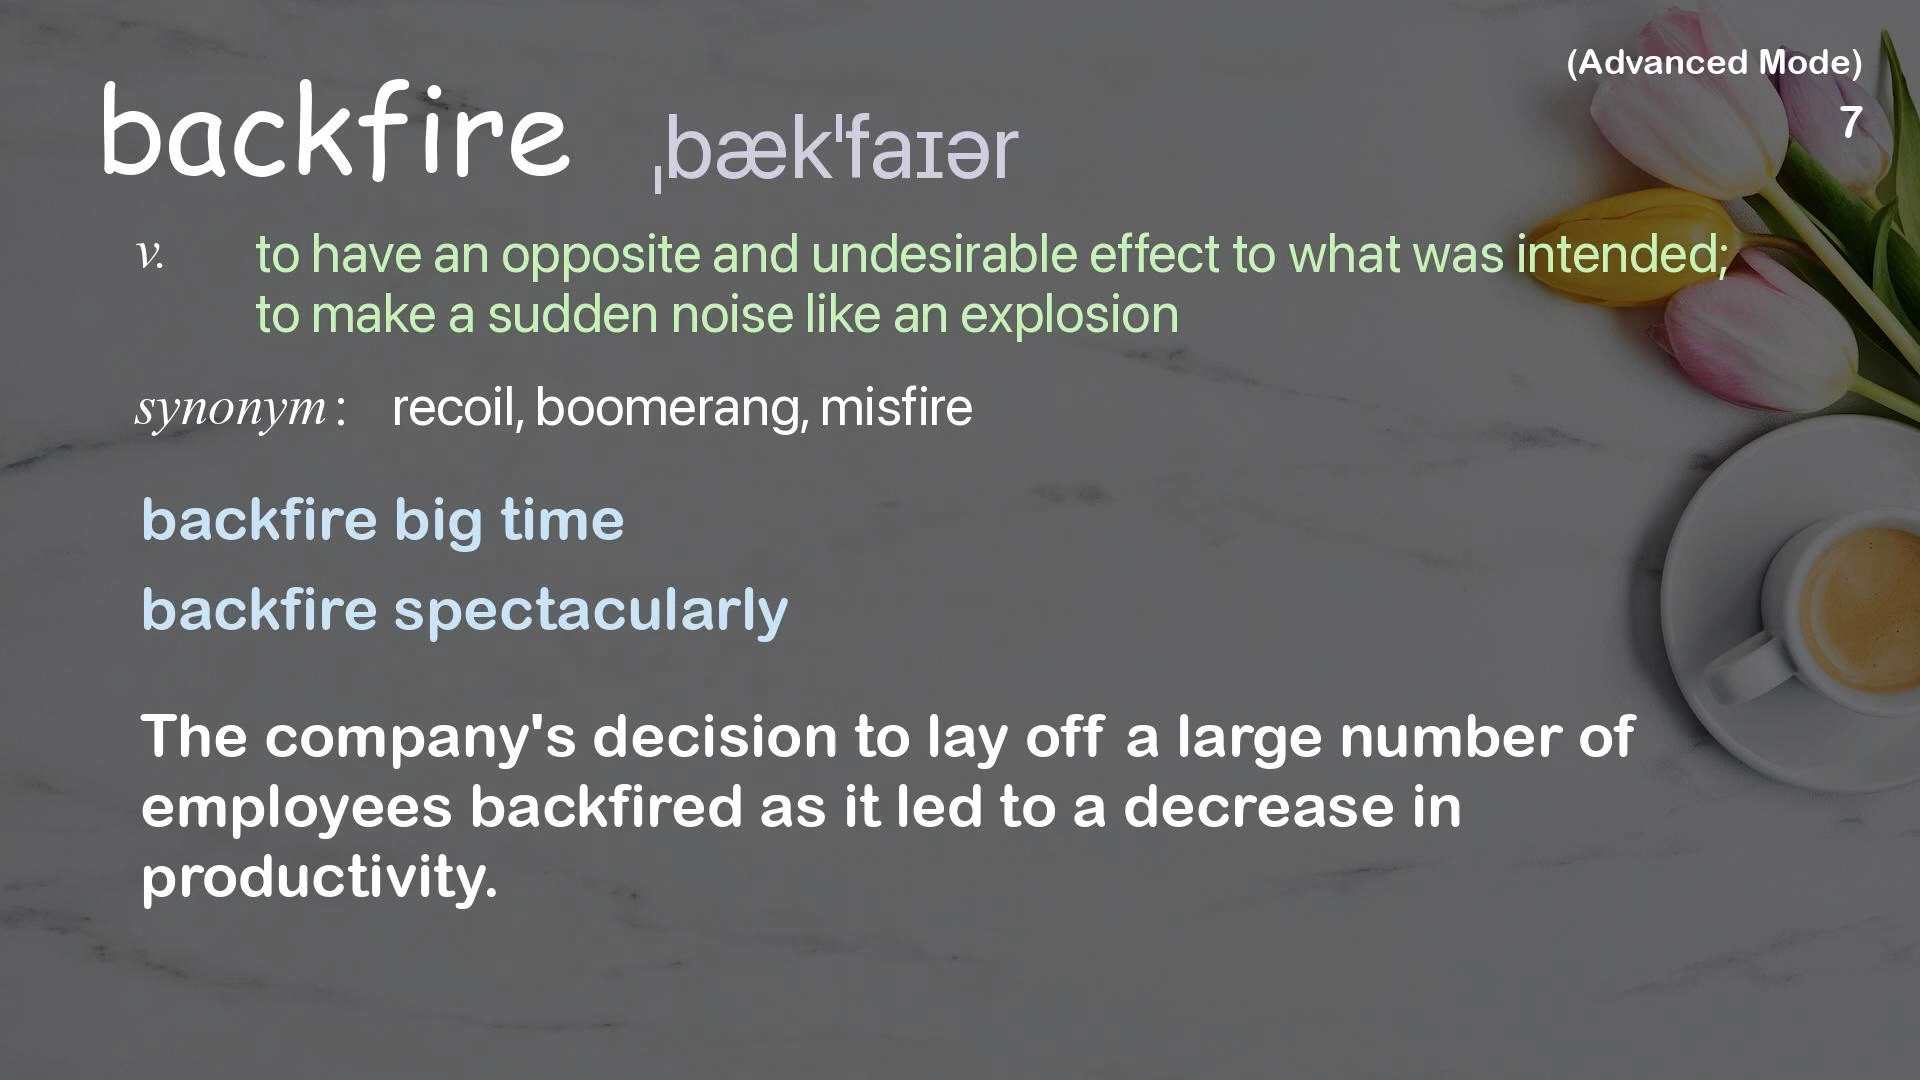 (Advanced Mode)
7
backfire ˌbækˈfaɪər
v. to have an opposite and undesirable effect to what was intended;
to make a sudden noise like an explosion
synonym : recoil, boomerang, misfire
backfire big time
backfire spectacularly
The company's decision to lay off a large number of
employees backfired as it led to a decrease in
productivity.